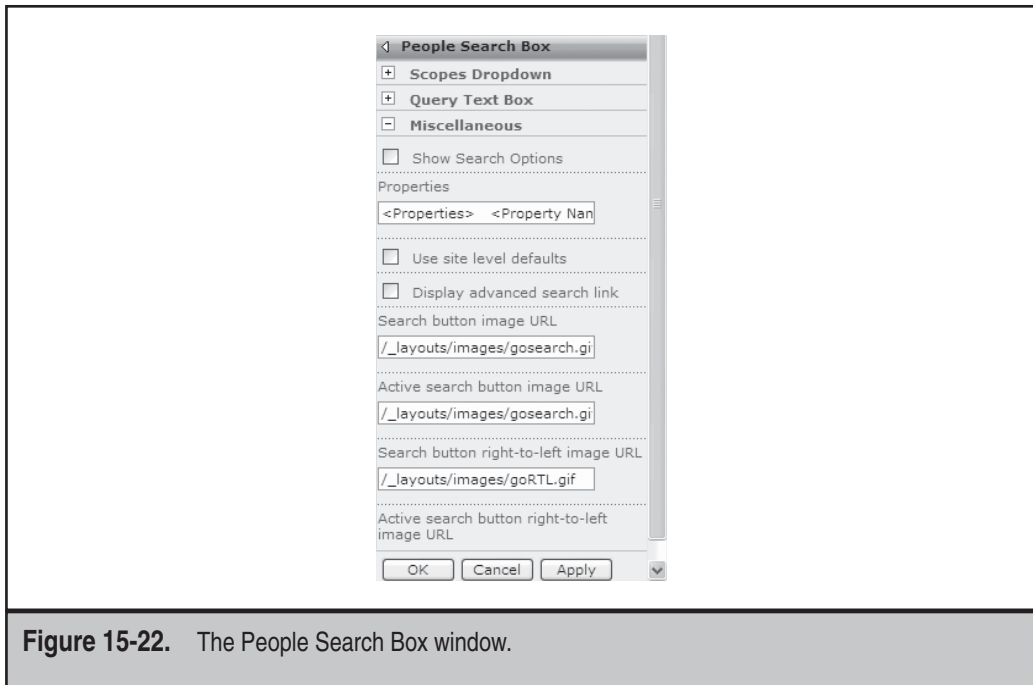 People Search Box
Scopes Dropdown
Query Text Box
Miscellaneous
Show Search Options
Properties
<Properties> <Property Nan
Use site level defaults
Display advanced search link
Search button image URL
/_layouts/images/gosearch.gi
Active search button image URL
/_layouts/images/gosearch.gi
Search button right-to-left image URL
/_layouts/images/goRTL.gif
Active search button right-to-left
image URL
OK Cancel Apply
Figure 15-22. The People Search Box window.